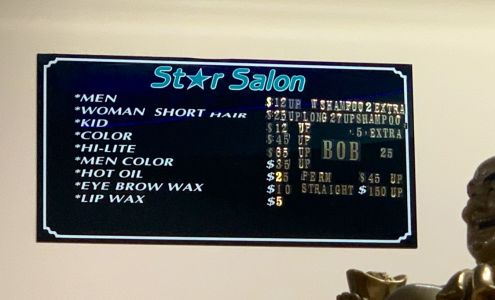 St★r Salon
*MEN $12 UP W SHAMPOO 2 EXTRA
*WOMAN SHORT HAIR $25 UP LONG 27 UP SHAMPOO
*KID $12 UP 5 EXTRA
*COLOR $45 UP
*HI-LITE $85 UP BOB 25
*MEN COLOR $35 UP
*HOT OIL $25 PERM $45 UP
*EYE BROW WAX $10 STRAIGHT $150 UP
*LIP WAX $5